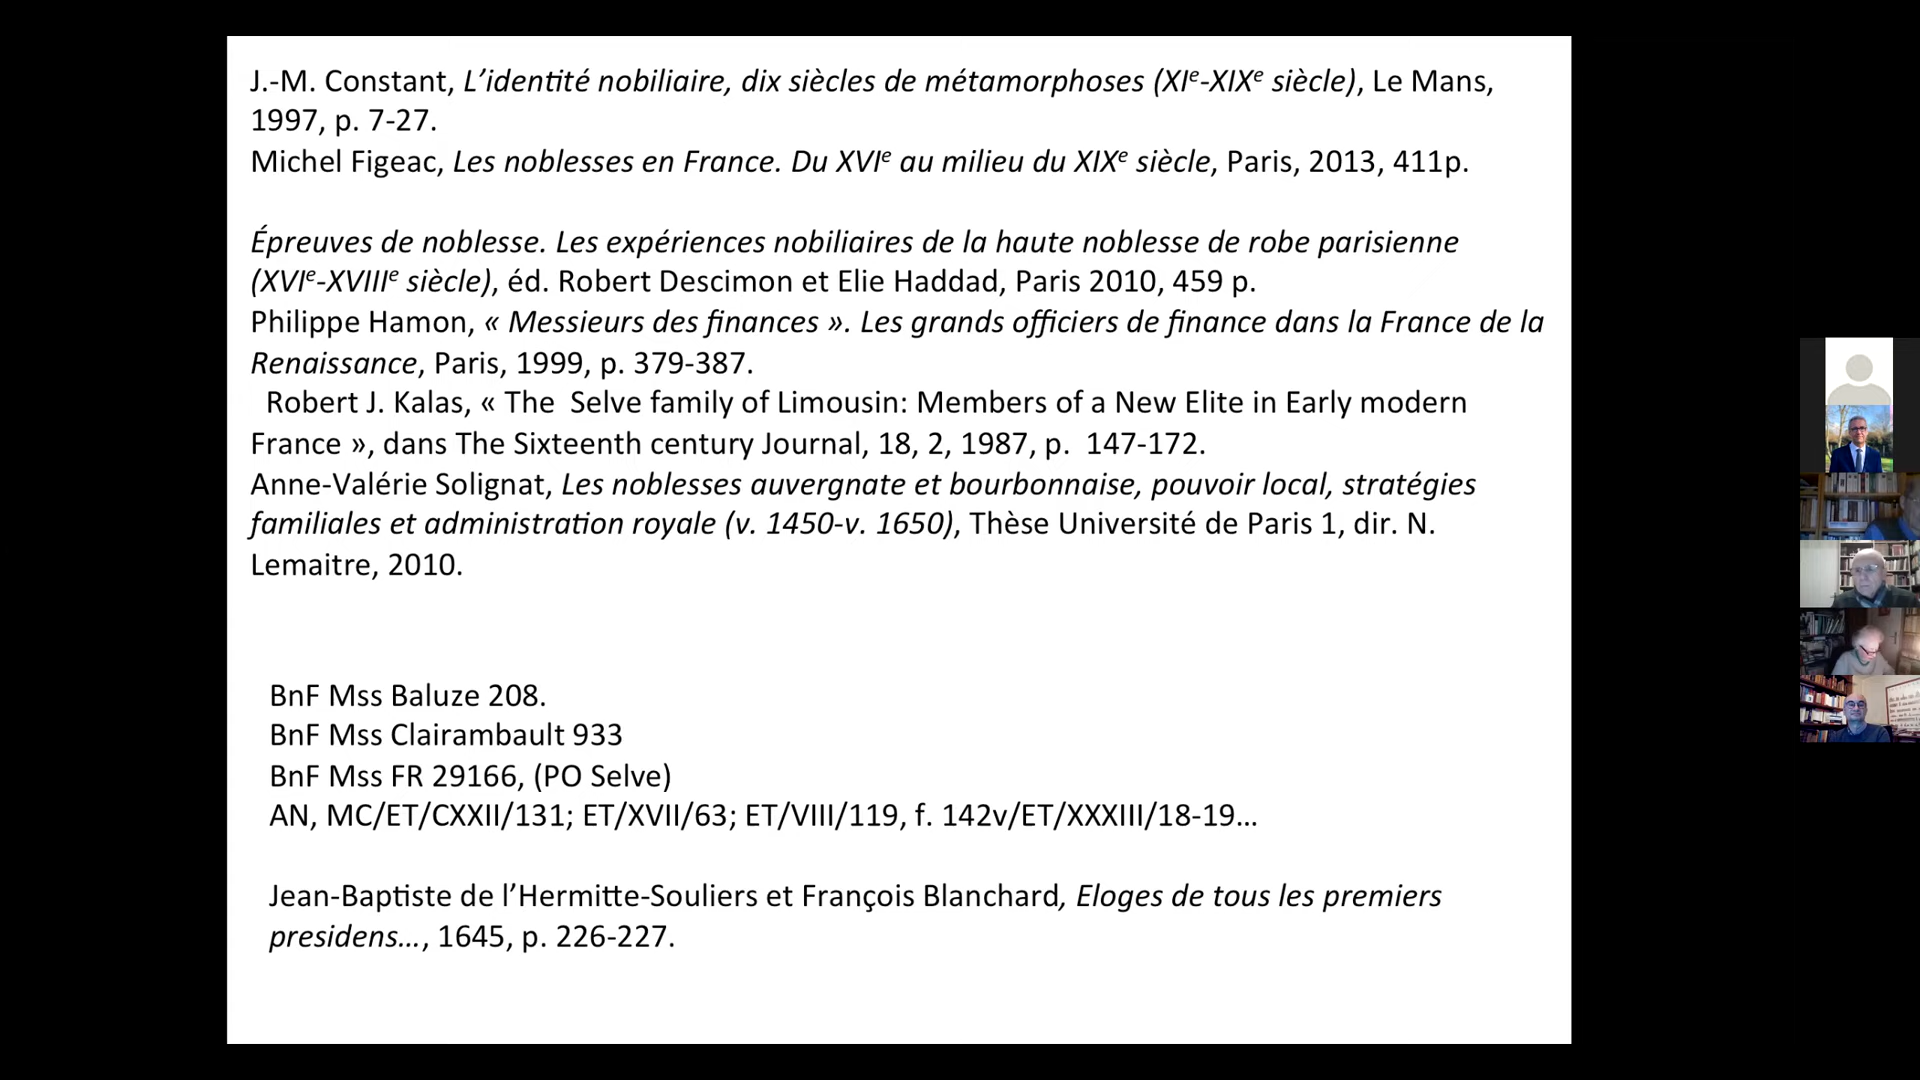 J.-M. Constant, L’identité nobiliaire, dix siècles de métamorphoses (XIe-XIXe siècle), Le Mans,
1997, p. 7-27.
Michel Figeac, Les noblesses en France. Du XVIe au milieu du XIXe siècle, Paris, 2013, 411p.
Épreuves de noblesse. Les expériences nobiliaires de la haute noblesse de robe parisienne
(XVIe-XVIIIe siècle), éd. Robert Descimon et Elie Haddad, Paris 2010, 459 p.
Philippe Hamon, « Messieurs des finances ». Les grands officiers de finance dans la France de la
Renaissance, Paris, 1999, p. 379-387.
Robert J. Kalas, « The  Selve family of Limousin: Members of a New Elite in Early modern
France », dans The Sixteenth century Journal, 18, 2, 1987, p.  147-172.
Anne-Valérie Solignat, Les noblesses auvergnate et bourbonnaise, pouvoir local, stratégies
familiales et administration royale (v. 1450-v. 1650), Thèse Université de Paris 1, dir. N.
Lemaitre, 2010.
BnF Mss Baluze 208.
BnF Mss Clairambault 933
BnF Mss FR 29166, (PO Selve)
AN, MC/ET/CXXII/131; ET/XVII/63; ET/VIII/119, f. 142v/ET/XXXIII/18-19…
Jean-Baptiste de l’Hermitte-Souliers et François Blanchard, Eloges de tous les premiers
presidens…, 1645, p. 226-227.